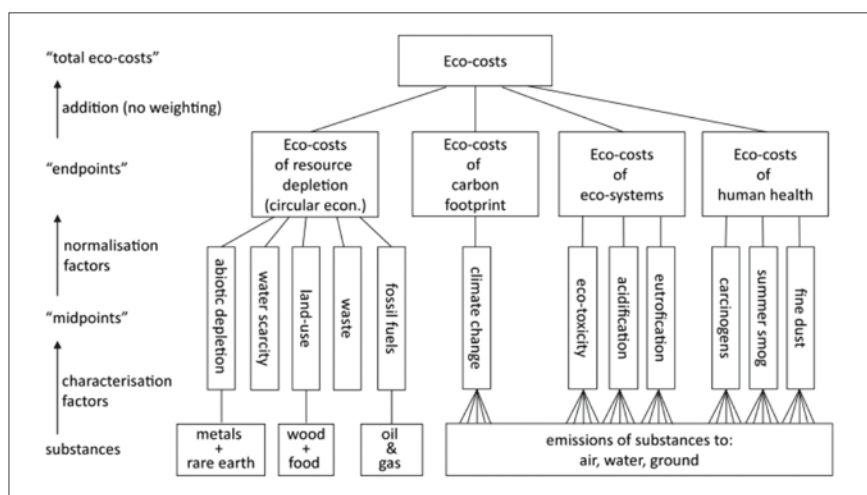 "total eco-costs"
Eco-costs
addition (no weighting)
"endpoints"
Eco-costs
of resource
depletion
(circular econ.)
Eco-costs
of
carbon
footprint
Eco-costs
of
eco-systems
Eco-costs
of
human health
normalisation
factors
"midpoints"
abiotic depletion
water scarcity
land-use
waste
fossil fuels
climate change
eco-toxicity
acidification
eutrofication
carcinogens
summer smog
fine dust
characterisation
factors
substances
metals
+
rare earth
wood
+
food
oil
&
gas
emissions of substances to:
air, water, ground